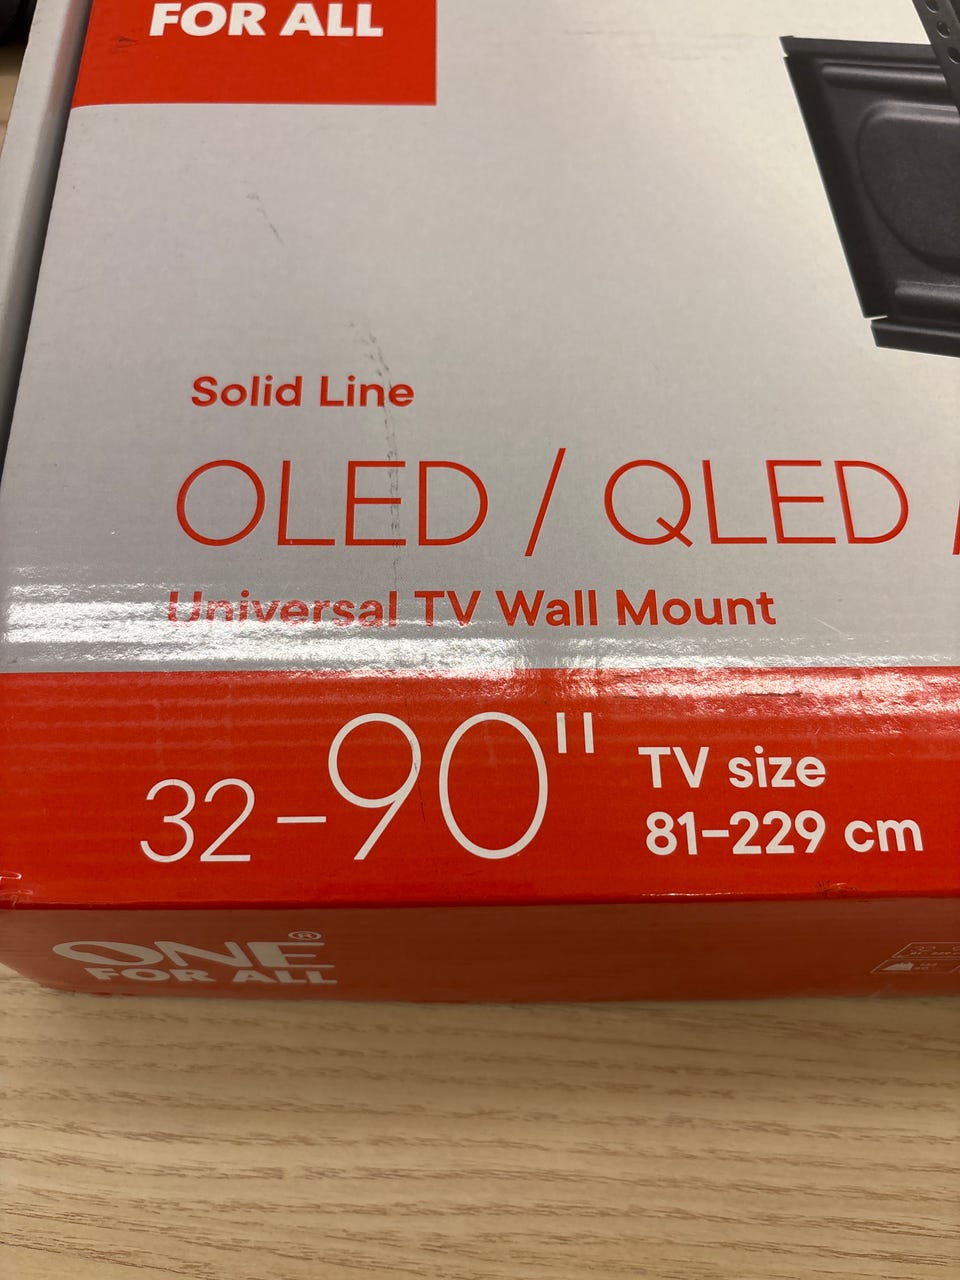 FOR ALL
Solid Line
OLED / QLED /
Universal TV Wall Mount
32-90" TV size
81-229 cm
ONE®
FOR ALL